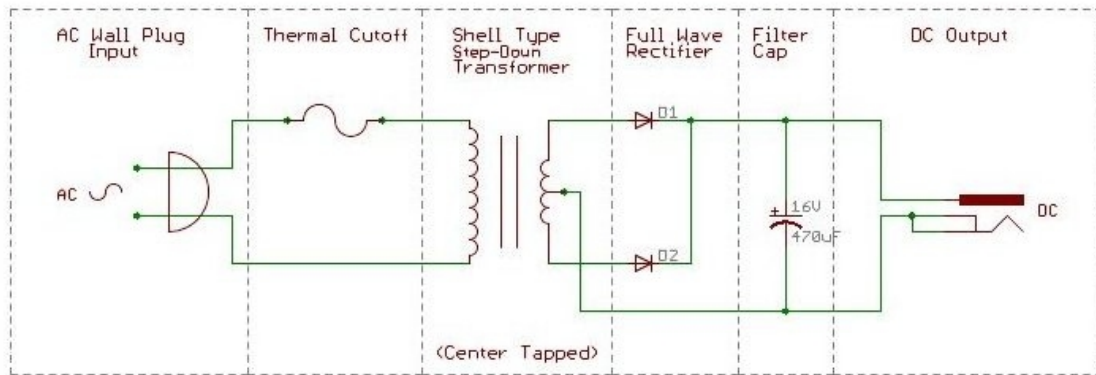 AC Wall Plug
Input
Thermal Cutoff
Shell Type
Step-Down
Transformer
Full Wave
Rectifier
Filter
Cap
DC Output
D1
AC
16V
470uF
DC
D2
(Center Tapped)